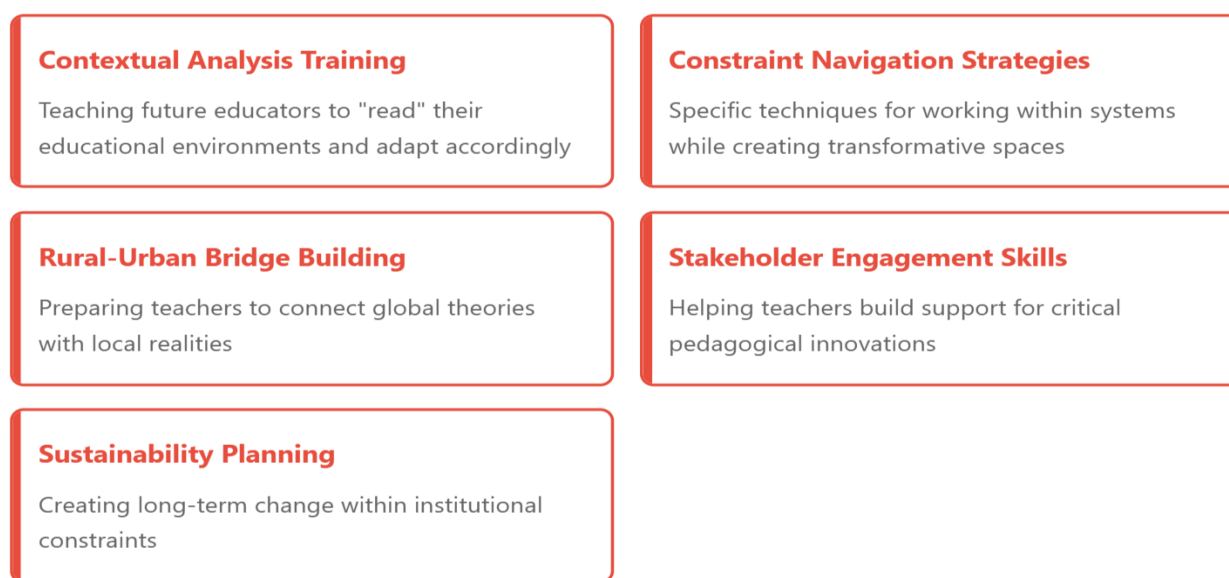 Contextual Analysis Training
Teaching future educators to "read" their
educational environments and adapt accordingly
Constraint Navigation Strategies
Specific techniques for working within systems
while creating transformative spaces
Rural-Urban Bridge Building
Preparing teachers to connect global theories
with local realities
Stakeholder Engagement Skills
Helping teachers build support for critical
pedagogical innovations
Sustainability Planning
Creating long-term change within institutional
constraints